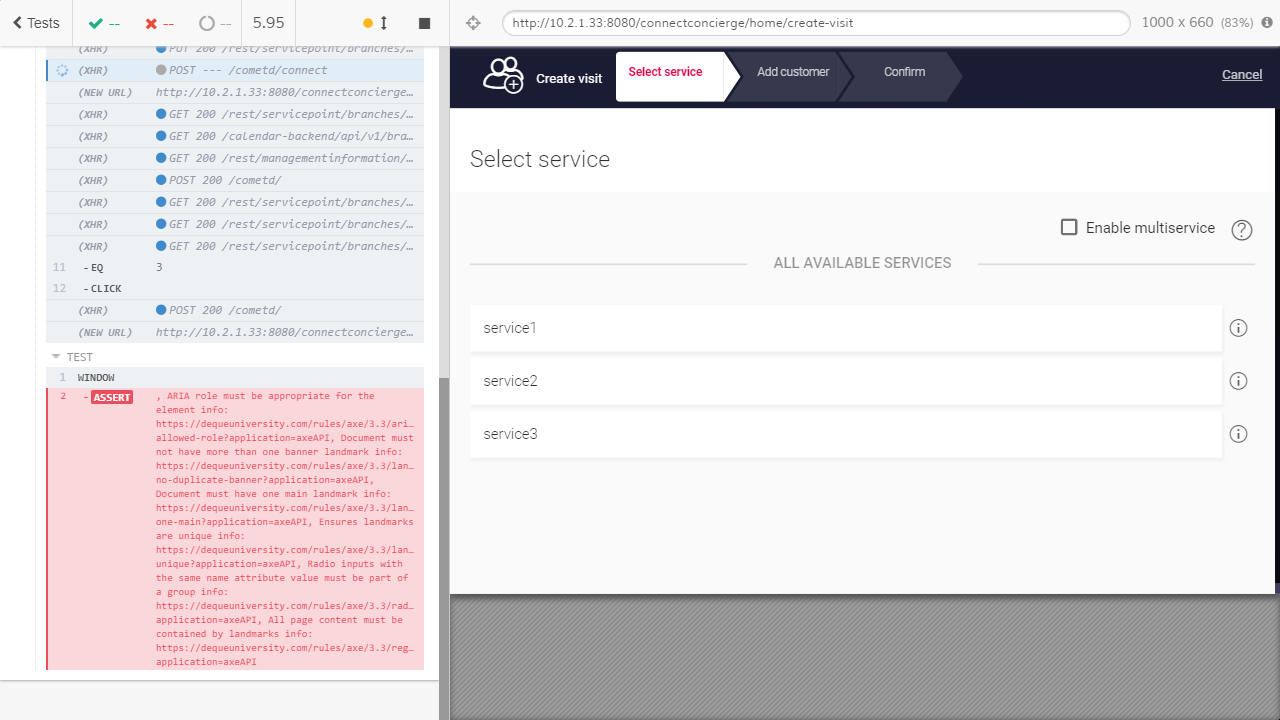 Tests
--
--
--
5.95
http://10.2.1.33:8080/connectconcierge/home/create-visit
1000 x 660 (83%)
(XHR) PUT 200 /rest/servicepoint/branches/…
(XHR) POST --- /cometd/connect
(NEW URL) http://10.2.1.33:8080/connectconcierge…
(XHR) GET 200 /rest/servicepoint/branches/…
(XHR) GET 200 /calendar-backend/api/v1/bra…
(XHR) GET 200 /rest/managementinformation/…
(XHR) POST 200 /cometd/
(XHR) GET 200 /rest/servicepoint/branches/…
(XHR) GET 200 /rest/servicepoint/branches/…
(XHR) GET 200 /rest/servicepoint/branches/…
11 - EQ 3
12 - CLICK
(XHR) POST 200 /cometd/
(NEW URL) http://10.2.1.33:8080/connectconcierge…
TEST
1 WINDOW
2 - ASSERT , ARIA role must be appropriate for the
element info:
https://dequeuniversity.com/rules/axe/3.3/ari…
allowed-role?application=axeAPI, Document must
not have more than one banner landmark info:
https://dequeuniversity.com/rules/axe/3.3/lan…
no-duplicate-banner?application=axeAPI,
Document must have one main landmark info:
https://dequeuniversity.com/rules/axe/3.3/lan…
one-main?application=axeAPI, Ensures landmarks
are unique info:
https://dequeuniversity.com/rules/axe/3.3/lan…
unique?application=axeAPI, Radio inputs with
the same name attribute value must be part of
a group info:
https://dequeuniversity.com/rules/axe/3.3/rad…
application=axeAPI, All page content must be
contained by landmarks info:
https://dequeuniversity.com/rules/axe/3.3/reg…
application=axeAPI
Create visit
Select service
Add customer
Confirm
Cancel
Select service
Enable multiservice
ALL AVAILABLE SERVICES
service1
service2
service3